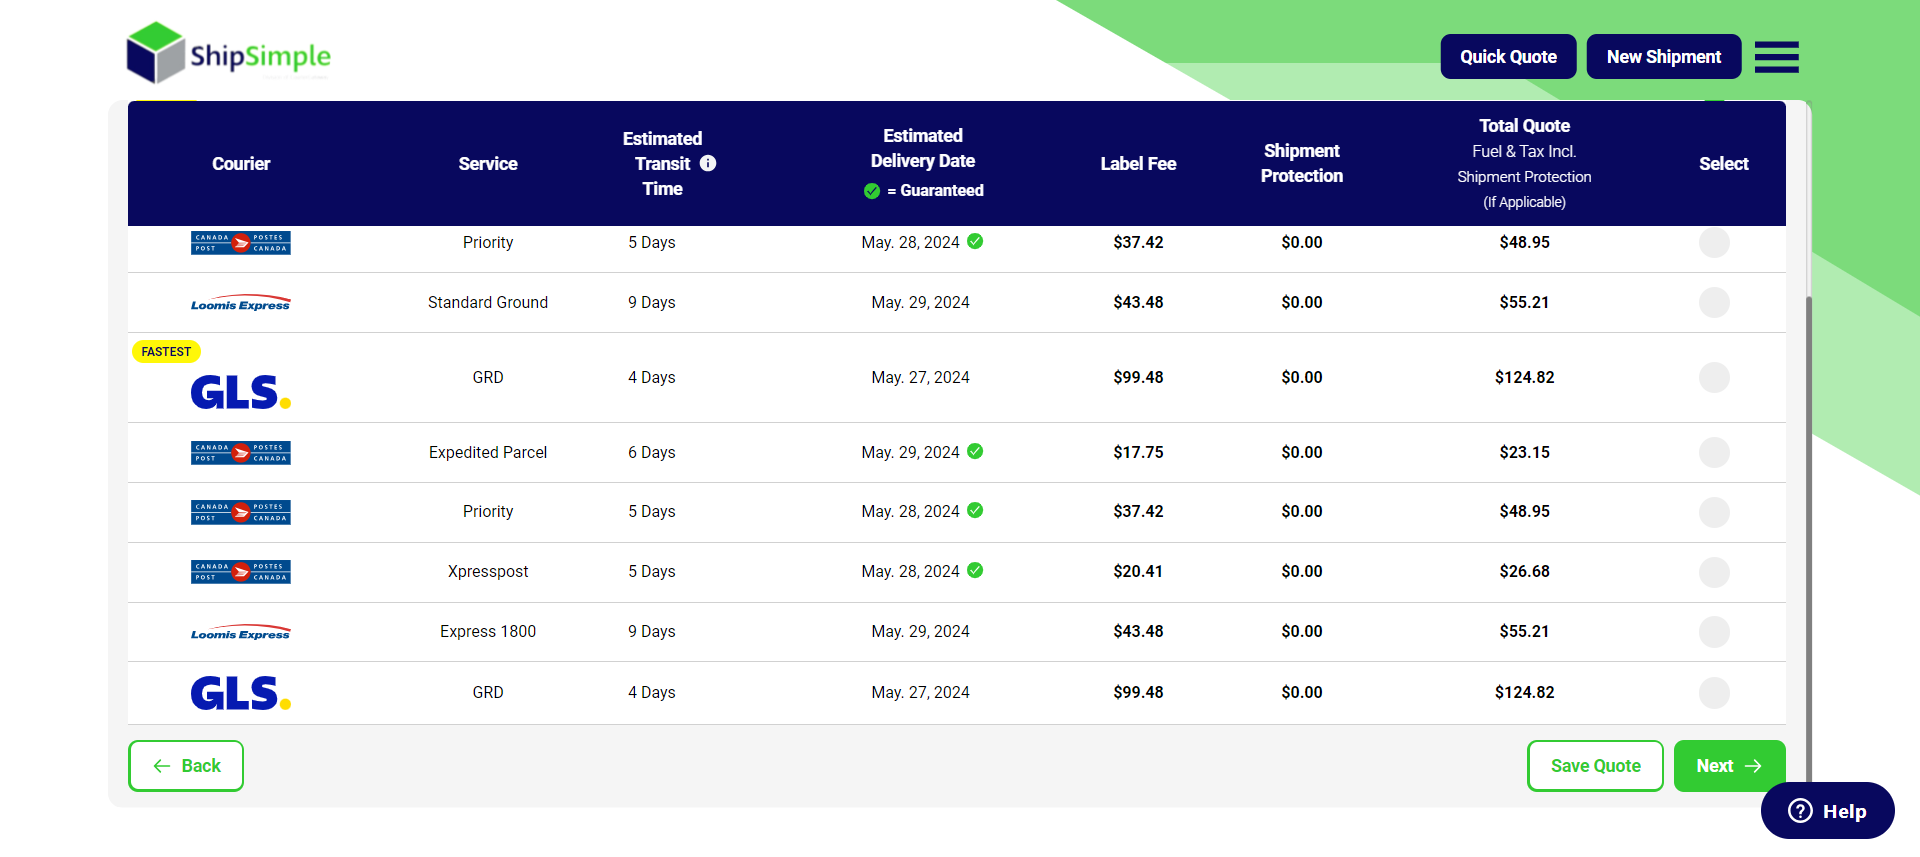 ShipSimple
Quick Quote
New Shipment
Courier
Service
Estimated
Transit
Time
Estimated
Delivery Date
= Guaranteed
Label Fee
Shipment
Protection
Total Quote
Fuel & Tax Incl.
Shipment Protection
(If Applicable)
Select
CANADA POSTES
POST CANADA
Priority 5 Days May. 28, 2024 $37.42 $0.00 $48.95
Loomis Express Standard Ground 9 Days May. 29, 2024 $43.48 $0.00 $55.21
FASTEST
GLS. GRD 4 Days May. 27, 2024 $99.48 $0.00 $124.82
CANADA POSTES
POST CANADA
Expedited Parcel 6 Days May. 29, 2024 $17.75 $0.00 $23.15
CANADA POSTES
POST CANADA
Priority 5 Days May. 28, 2024 $37.42 $0.00 $48.95
CANADA POSTES
POST CANADA
Xpresspost 5 Days May. 28, 2024 $20.41 $0.00 $26.68
Loomis Express Express 1800 9 Days May. 29, 2024 $43.48 $0.00 $55.21
GLS. GRD 4 Days May. 27, 2024 $99.48 $0.00 $124.82
Back
Save Quote
Next
Help